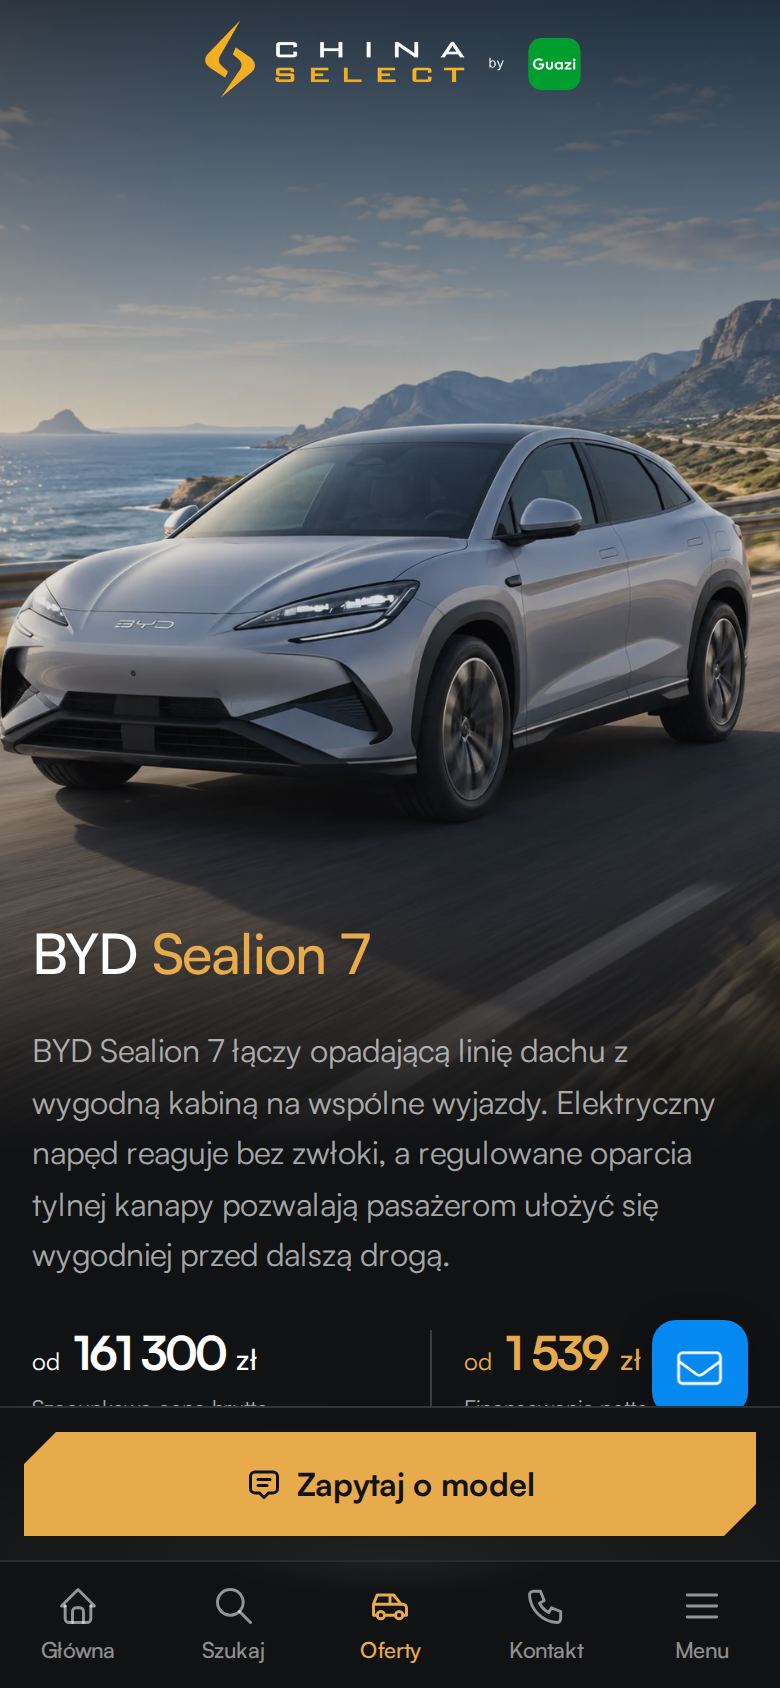 CHINA
SELECT
by
Guazi
BYD
BYD Sealion 7
BYD Sealion 7 łączy opadającą linię dachu z
wygodną kabiną na wspólne wyjazdy. Elektryczny
napęd reaguje bez zwłoki, a regulowane oparcia
tylnej kanapy pozwalają pasażerom ułożyć się
wygodniej przed dalszą drogą.
od 161 300 zł
od 1 539 zł
Zapytaj o model
Główna
Szukaj
Oferty
Kontakt
Menu